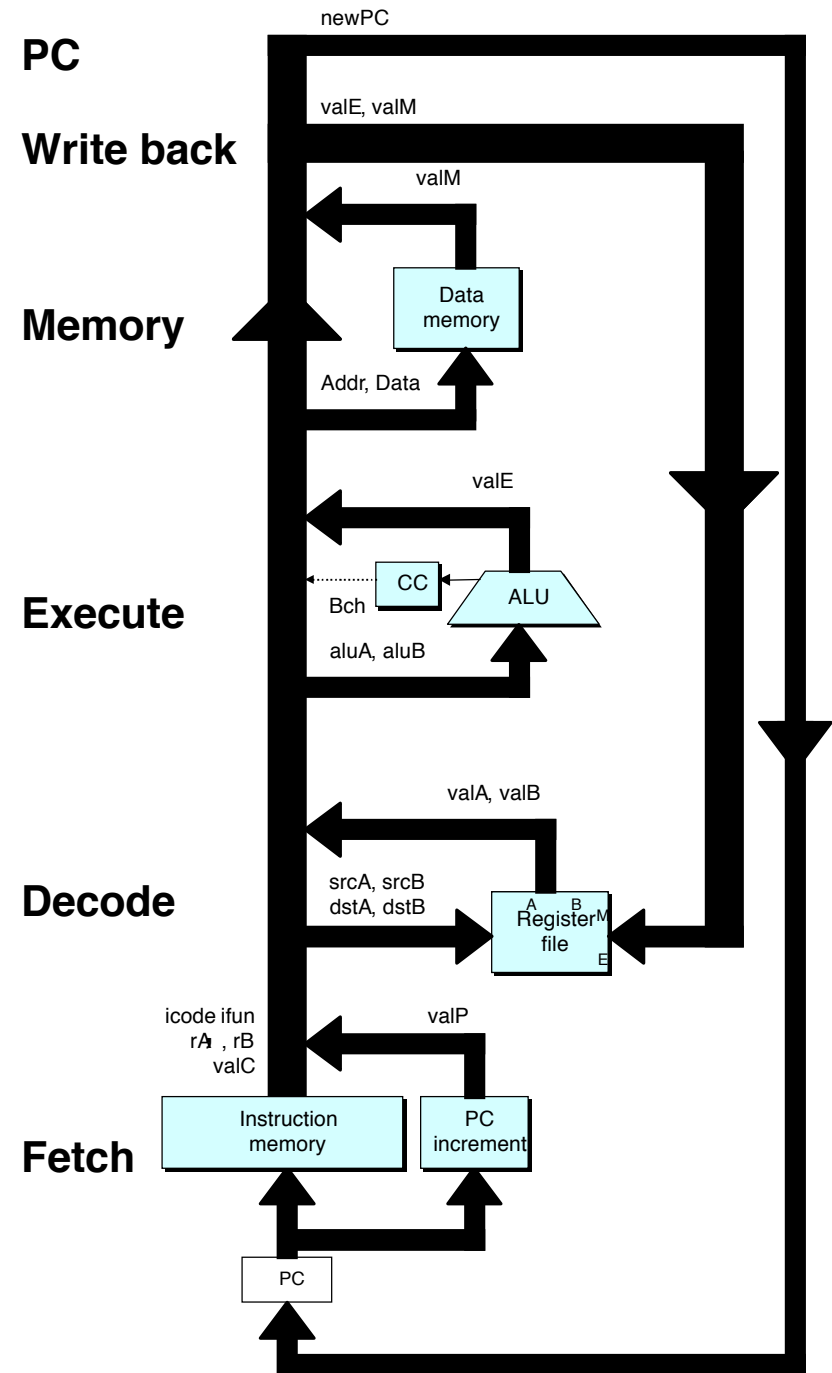 newPC
PC
valE, valM
Write back
valM
Data
memory
Memory
Addr, Data
valE
CC
ALU
Bch
Execute
aluA, aluB
valA, valB
srcA, srcB
dstA, dstB
Decode
A B
Register M
file
E
icode ifun
rA , rB
valC
valP
Instruction
memory
PC
increment
Fetch
PC